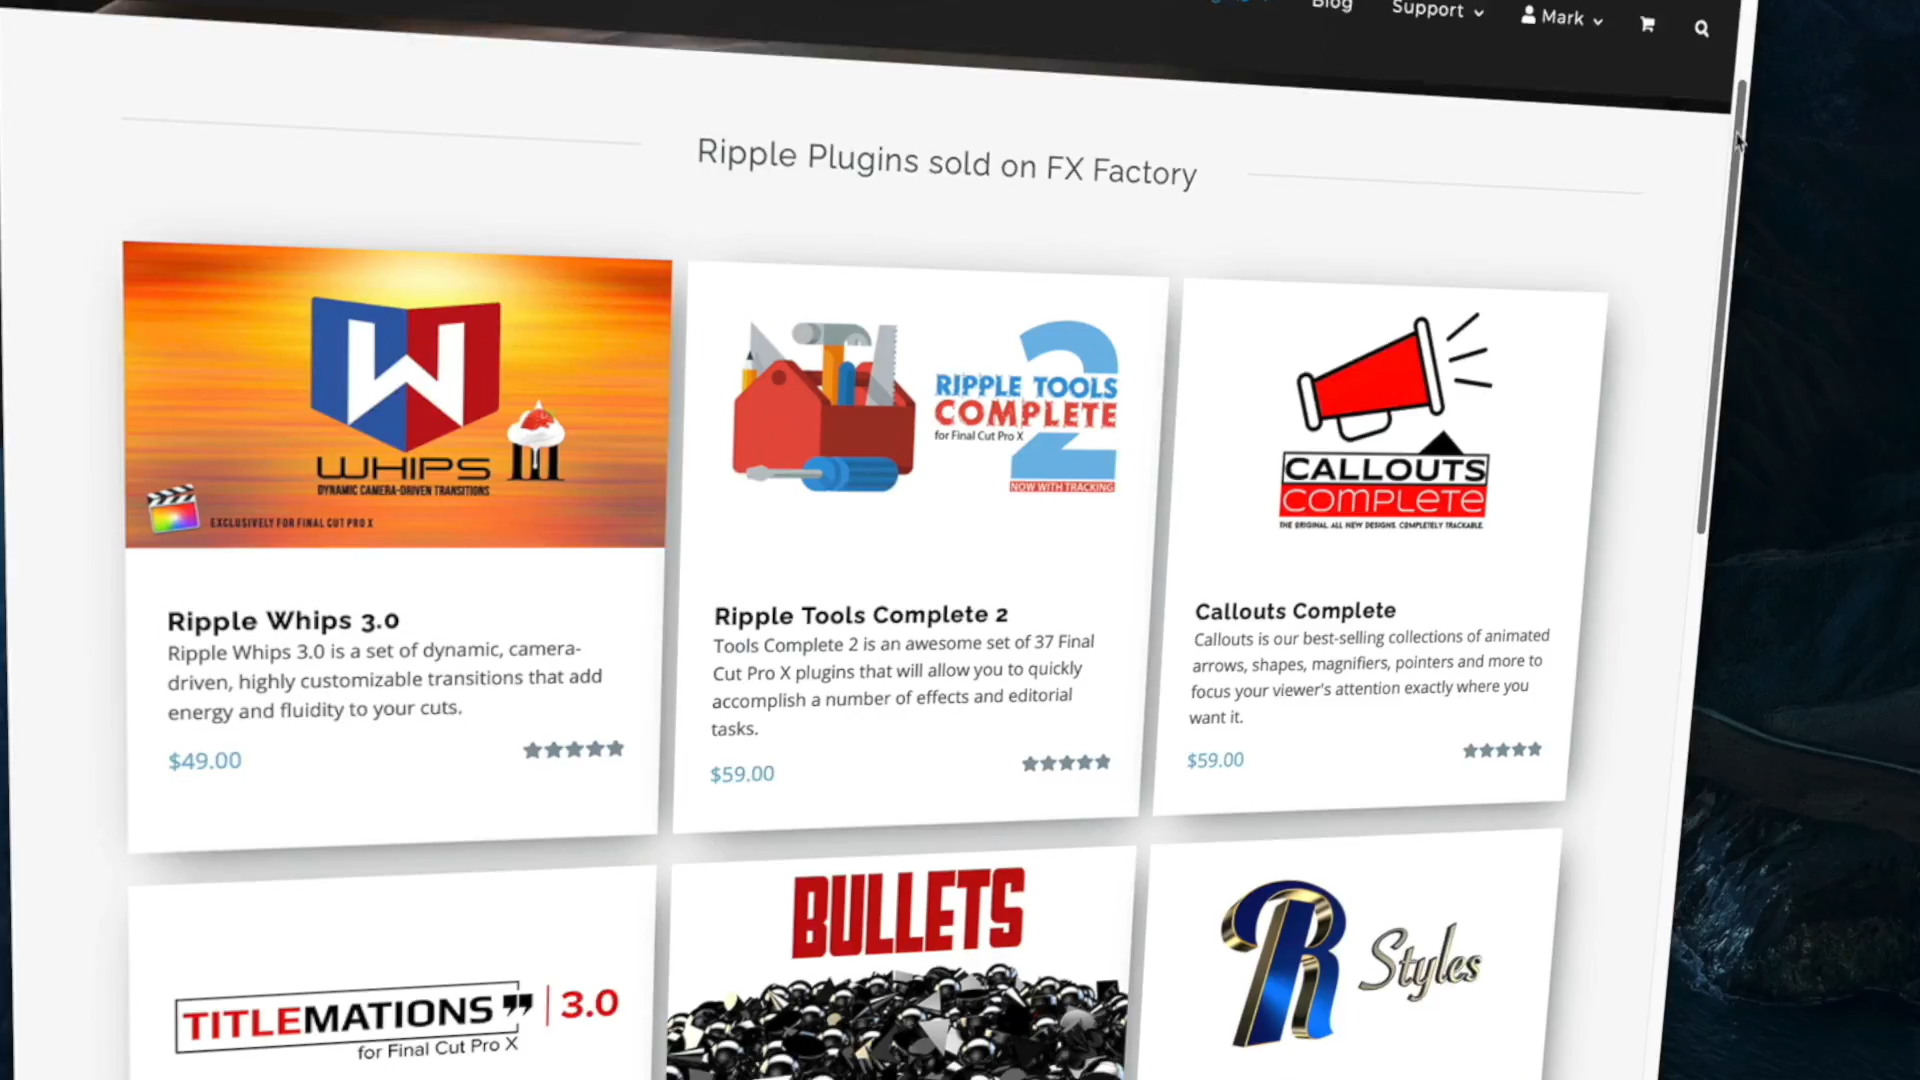 Blog
Support
Mark
Ripple Plugins sold on FX Factory
W
WHIPS III
DYNAMIC CAMERA-DRIVEN TRANSITIONS
EXCLUSIVELY FOR FINAL CUT PRO X
2
RIPPLE TOOLS
COMPLETE
for Final Cut Pro X
NOW WITH TRACKING
CALLOUTS
COMPLETE
THE ORIGINAL. ALL NEW DESIGNS. COMPLETELY TRACKABLE.
Ripple Whips 3.0
Ripple Whips 3.0 is a set of dynamic, camera-
driven, highly customizable transitions that add
energy and fluidity to your cuts.
$49.00
Ripple Tools Complete 2
Tools Complete 2 is an awesome set of 37 Final
Cut Pro X plugins that will allow you to quickly
accomplish a number of effects and editorial
tasks.
$59.00
Callouts Complete
Callouts is our best-selling collections of animated
arrows, shapes, magnifiers, pointers and more to
focus your viewer's attention exactly where you
want it.
$59.00
TITLEMATIONS" | 3.0
for Final Cut Pro X
BULLETS
R Styles